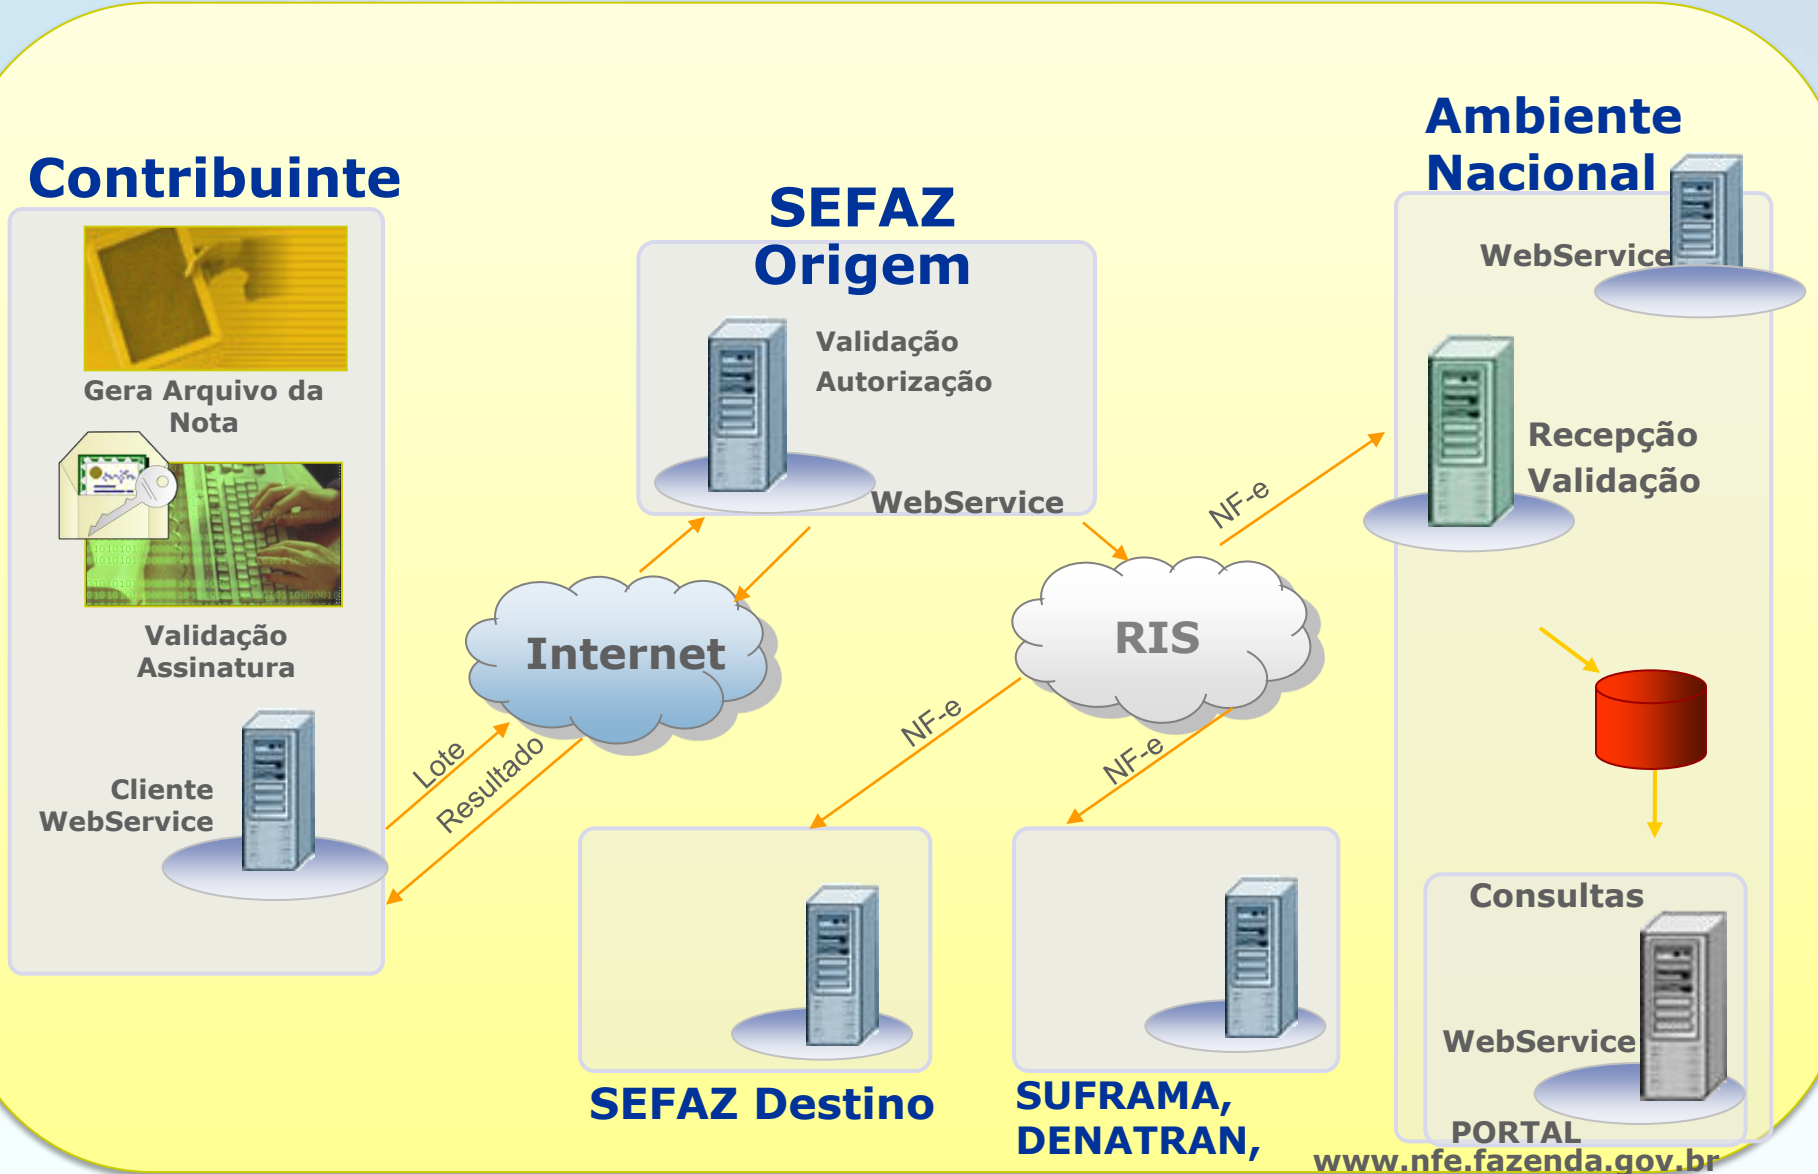 Contribuinte
Gera Arquivo da
Nota
Validação
Assinatura
Cliente
WebService
Lote
Resultado
Internet
SEFAZ
Origem
Validação
Autorização
WebService
RIS
NF-e
NF-e
NF-e
SEFAZ Destino
SUFRAMA,
DENATRAN,
Ambiente
Nacional
WebService
Recepção
Validação
Consultas
WebService
PORTAL
www.nfe.fazenda.gov.br